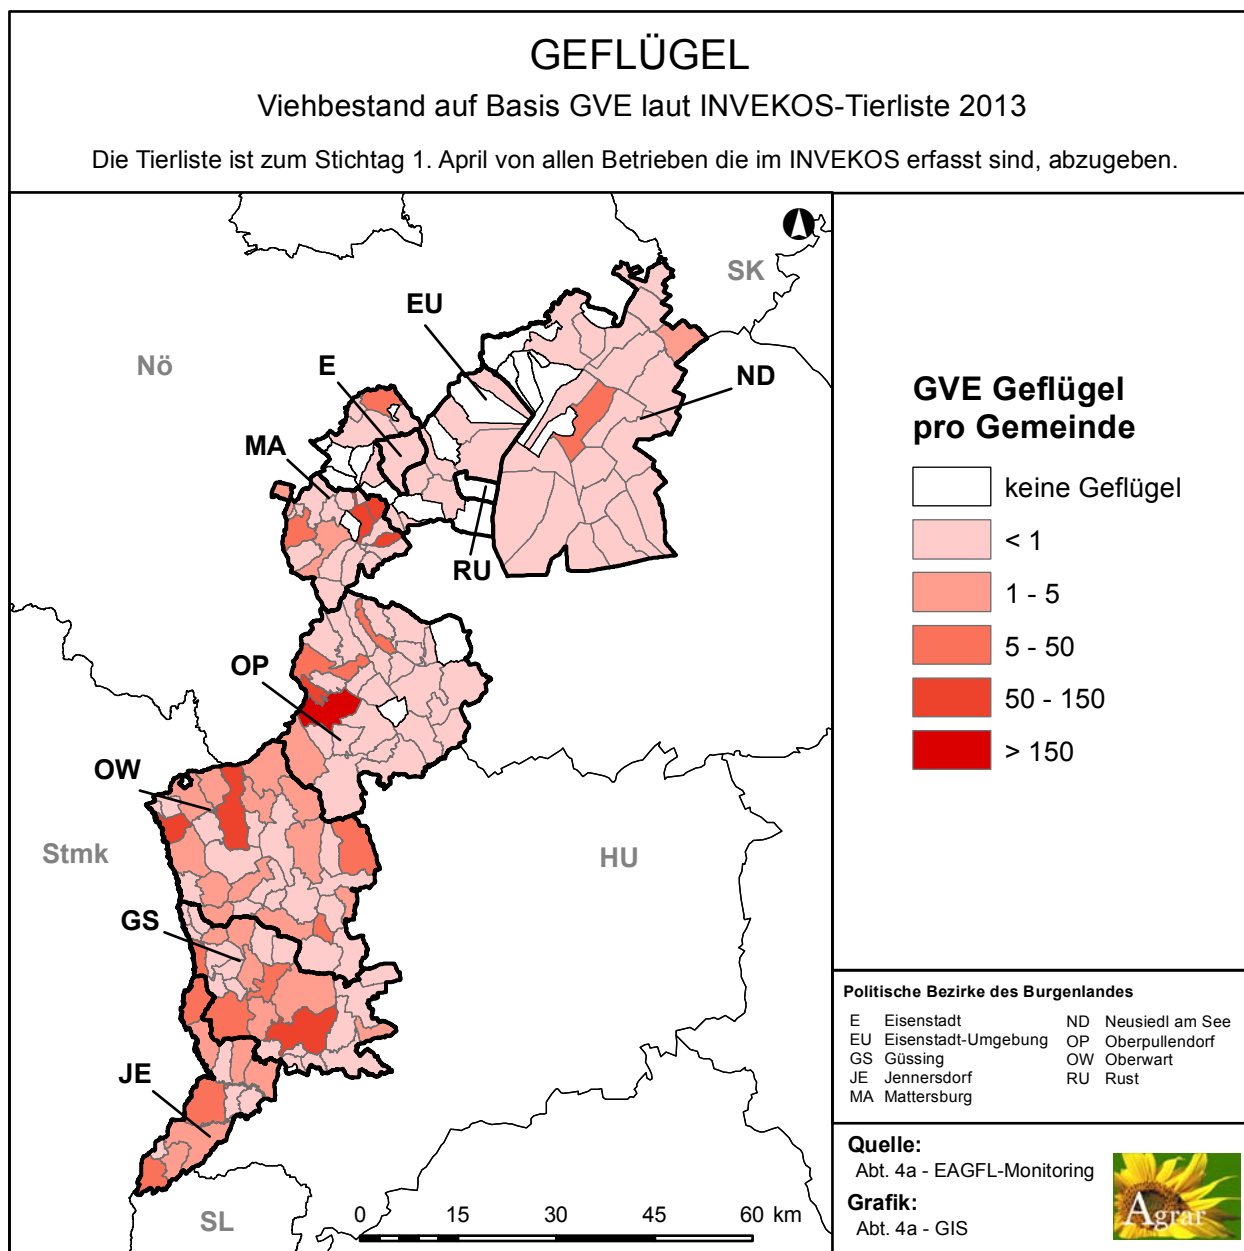 GEFLÜGEL
Viehbestand auf Basis GVE laut INVEKOS-Tierliste 2013
Die Tierliste ist zum Stichtag 1. April von allen Betrieben die im INVEKOS erfasst sind, abzugeben.
SK
EU
Nö
E
ND
MA
RU
OP
OW
Stmk
HU
GS
JE
SL
0 15 30 45 60 km
GVE Geflügel
pro Gemeinde
keine Geflügel
< 1
1 - 5
5 - 50
50 - 150
> 150
Politische Bezirke des Burgenlandes
E Eisenstadt
EU Eisenstadt-Umgebung
GS Güssing
JE Jennersdorf
MA Mattersburg
ND Neusiedl am See
OP Oberpullendorf
OW Oberwart
RU Rust
Quelle:
Abt. 4a - EAGFL-Monitoring
Grafik:
Abt. 4a - GIS
Agrar